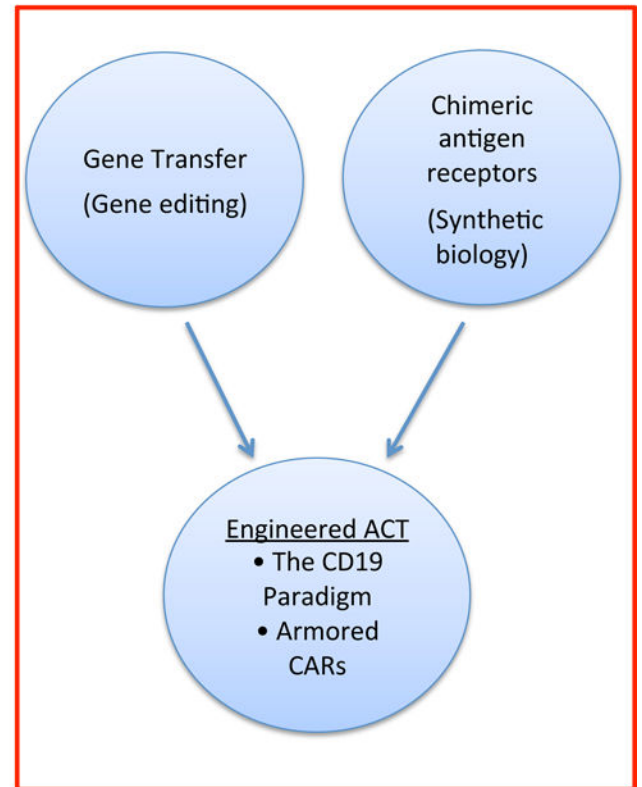 Gene Transfer
(Gene editing)
Chimeric
antigen
receptors
(Synthetic
biology)
Engineered ACT
• The CD19
Paradigm
• Armored
CARs